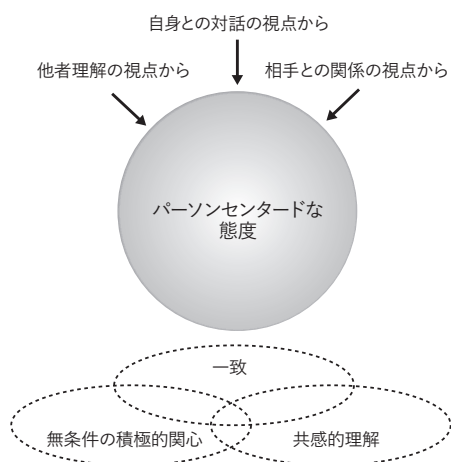 自身との対話の視点から
他者理解の視点から
相手との関係の視点から
パーソンセンタードな
態度
一致
無条件の積極的関心
共感的理解